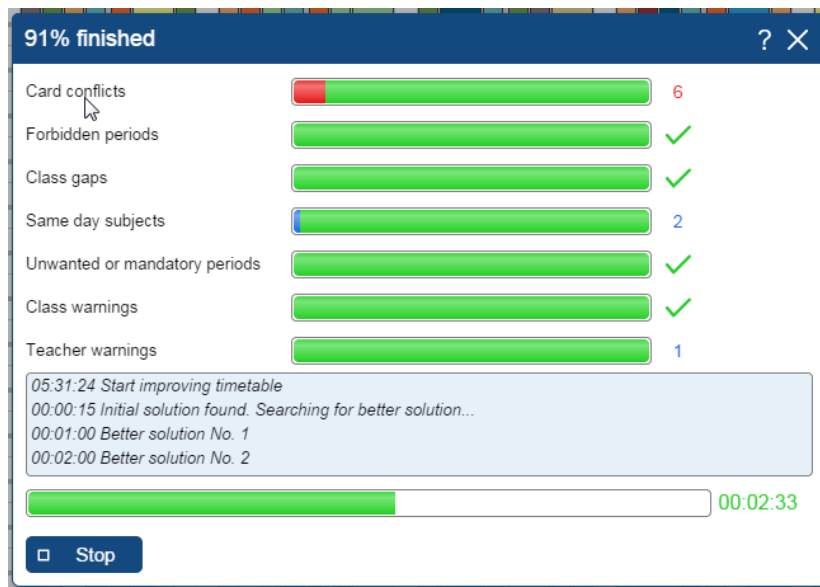 91% finished
?
Card conflicts 6
Forbidden periods
Class gaps
Same day subjects 2
Unwanted or mandatory periods
Class warnings
Teacher warnings 1
05:31:24 Start improving timetable
00:00:15 Initial solution found. Searching for better solution...
00:01:00 Better solution No. 1
00:02:00 Better solution No. 2
00:02:33
Stop